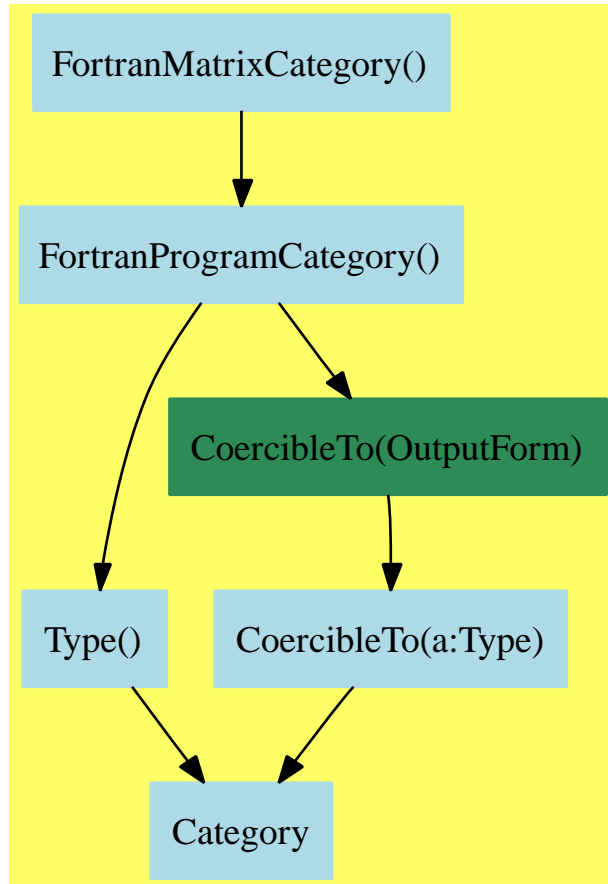 FortranMatrixCategory()
FortranProgramCategory()
CoercibleTo(OutputForm)
Type()
CoercibleTo(a:Type)
Category